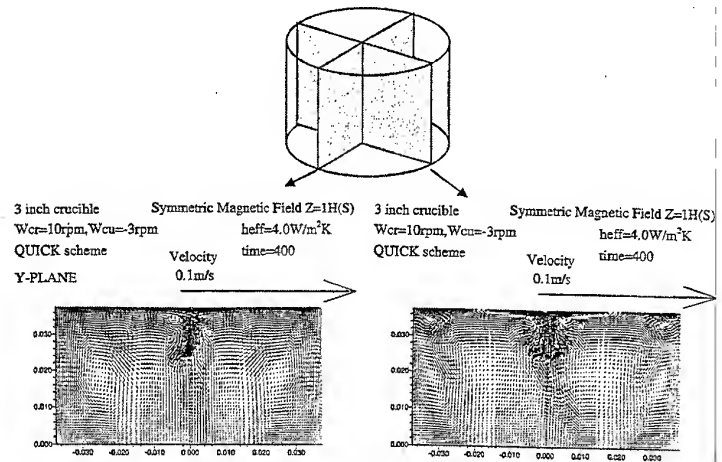 3 inch crucible
Symmetric Magnetic Field Z=1H(S)
Wcr=10rpm,Wcu=-3rpm
heff=4.0W/m²K
QUICK scheme
Velocity
time=400
Y-PLANE
0.1m/s
3 inch crucible
Symmetric Magnetic Field Z=1H(S)
Wcr=10rpm,Wcu=-3rpm
heff=4.0W/m²K
QUICK scheme
Velocity
time=400
0.1m/s
0.030
0.020
0.010
0.000
-0.030 -0.020 -0.010 0.000 0.010 0.020 0.030
0.030
0.020
0.010
0.000
-0.030 -0.020 -0.010 0.000 0.010 0.020 0.030